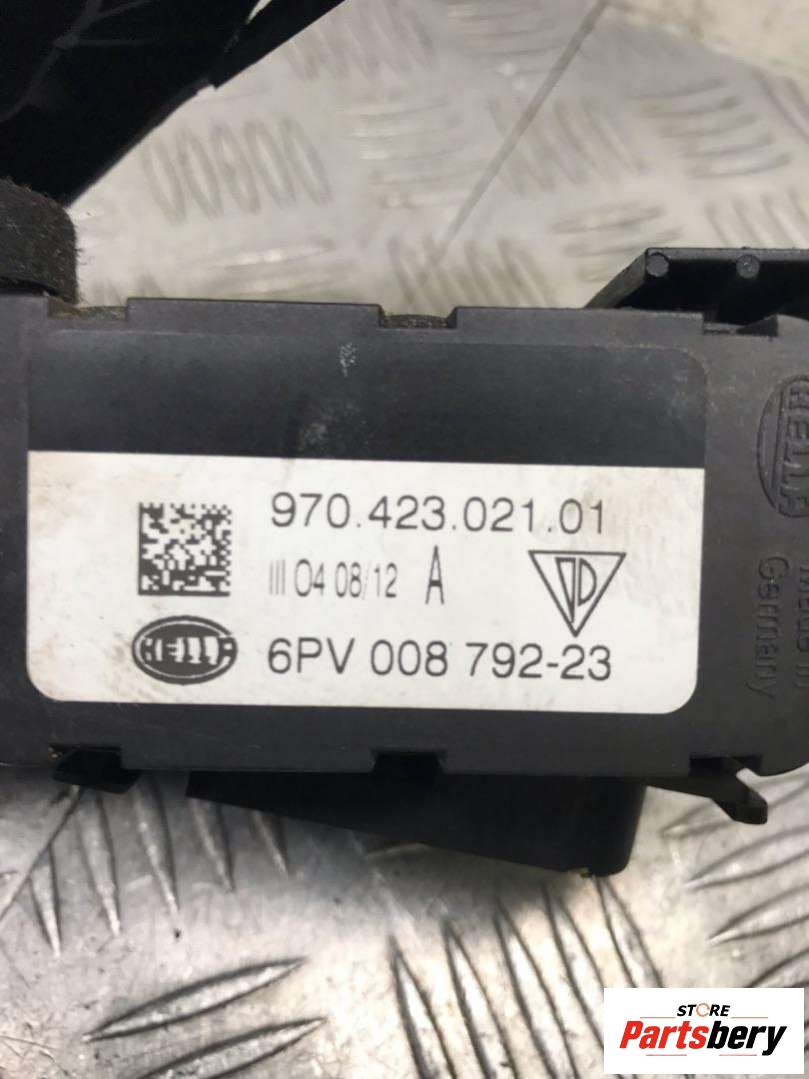 970.423.021.01
III 04 08/12 A
HELLA
6PV 008 792-23
HELLA
Made in
Germany
STORE
Partsbery